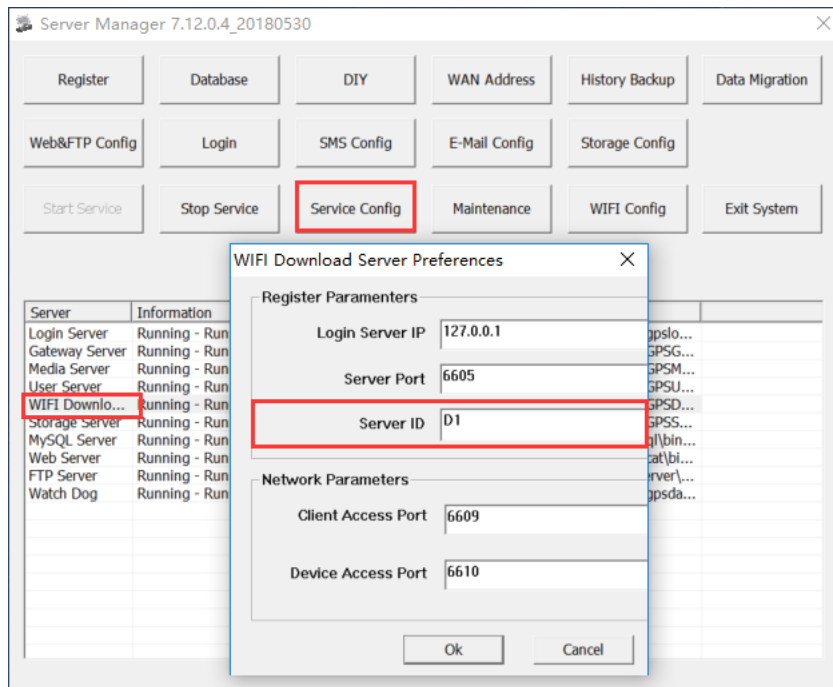 Server Manager 7.12.0.4_20180530
Register Database DIY WAN Address History Backup Data Migration
Web&FTP Config Login SMS Config E-Mail Config Storage Config
Start Service Stop Service Service Config Maintenance WIFI Config Exit System
WIFI Download Server Preferences
Register Paramenters
Login Server IP 127.0.0.1
Server Port 6605
Server ID D1
Network Parameters
Client Access Port 6609
Device Access Port 6610
Ok Cancel
Server Information
Login Server Running - Run gpslo...
Gateway Server Running - Run GPSG...
Media Server Running - Run GPSM...
User Server Running - Run GPSU...
WIFI Downlo... Running - Run GPSD...
Storage Server Running - Run GPSS...
MySQL Server Running - Run ql\bin...
Web Server Running - Run cat\bi...
FTP Server Running - Run erver\...
Watch Dog Running - Run gpsda...